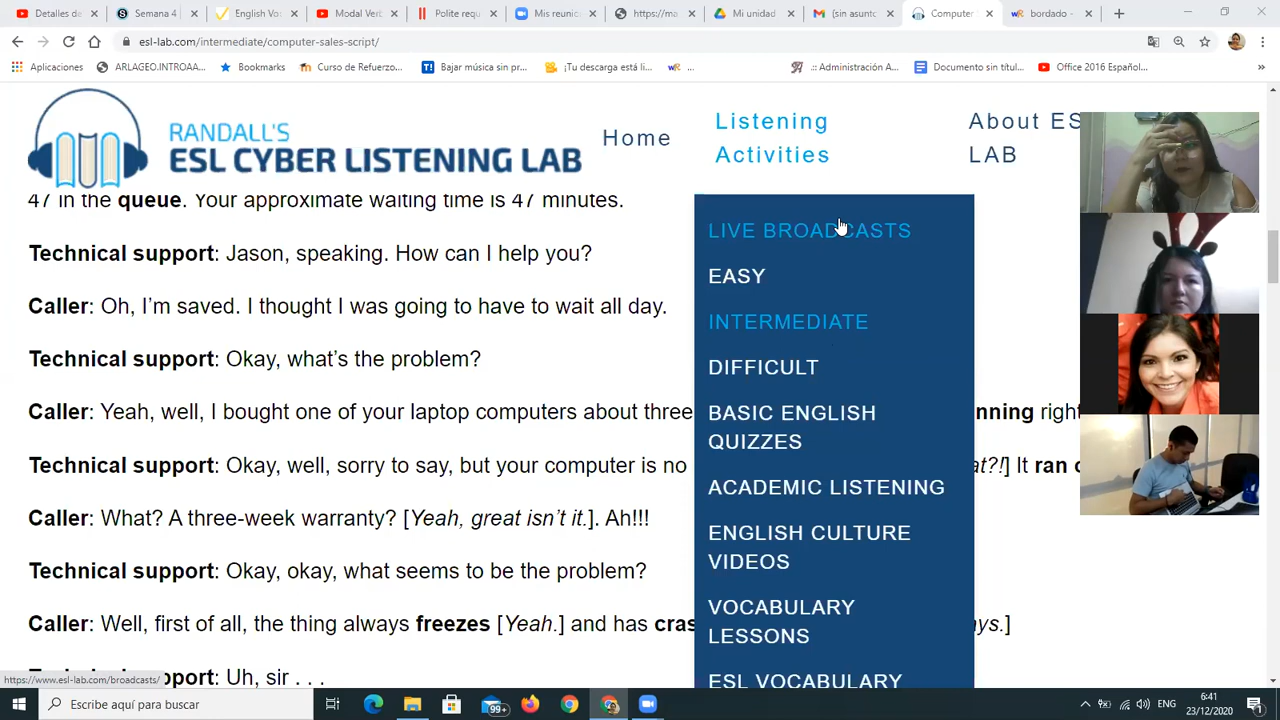 Detalles de
Semana 4
English Voc
Modal Verb
Polite requ
Mis reunio
https://ma
Mi unidad
(sin asunto
Computer
bordado -
esl-lab.com/intermediate/computer-sales-script/
Aplicaciones
ARLAGEO.INTROAA...
Bookmarks
Curso de Refuerzo...
Bajar música sin pr...
¡Tu descarga está li...
...
.:: Administración A...
Documento sin títul...
Office 2016 Español...
»
RANDALL'S
ESL CYBER LISTENING LAB
Home
Listening
Activities
About ES
LAB
47 in the queue. Your approximate waiting time is 47 minutes.
Technical support: Jason, speaking. How can I help you?
Caller: Oh, I'm saved. I thought I was going to have to wait all day.
Technical support: Okay, what's the problem?
Caller: Yeah, well, I bought one of your laptop computers about three nning righ
Technical support: Okay, well, sorry to say, but your computer is no at?!] It ran o
Caller: What? A three-week warranty? [Yeah, great isn't it.]. Ah!!!
Technical support: Okay, okay, what seems to be the problem?
Caller: Well, first of all, the thing always freezes [Yeah.] and has cras ays.]
pport: Uh, sir . . .
LIVE BROADCASTS
EASY
INTERMEDIATE
DIFFICULT
BASIC ENGLISH
QUIZZES
ACADEMIC LISTENING
ENGLISH CULTURE
VIDEOS
VOCABULARY
LESSONS
ESL VOCABULARY
https://www.esl-lab.com/broadcasts/
Escribe aquí para buscar
99+
ENG
6:41
23/12/2020